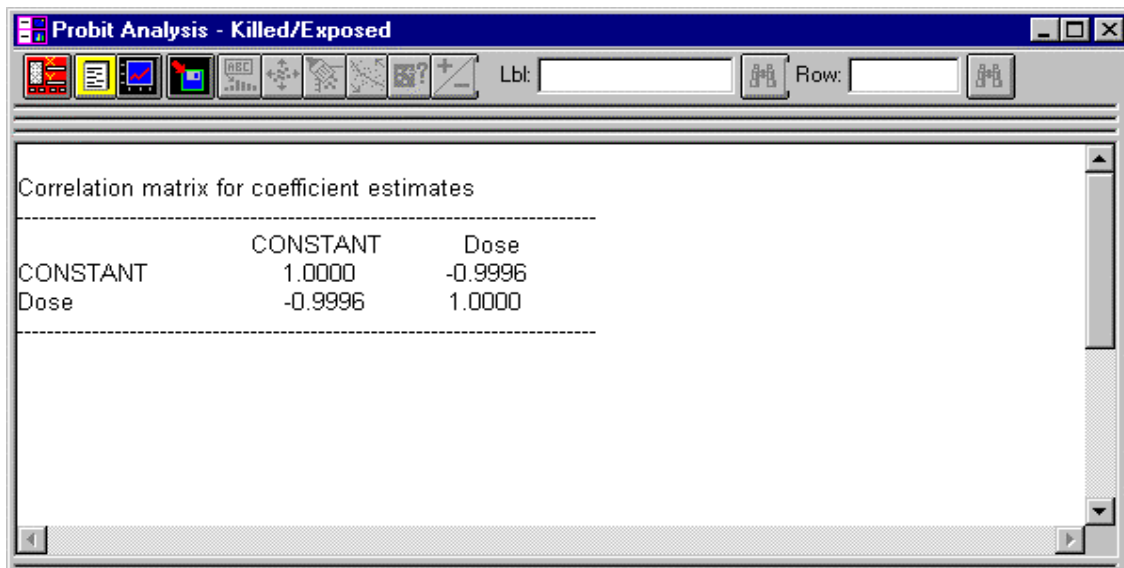 Probit Analysis - Killed/Exposed
ABC Lbl: Row:
Correlation matrix for coefficient estimates
------------------------------------------------------------------------
CONSTANT Dose
CONSTANT 1.0000 -0.9996
Dose -0.9996 1.0000
------------------------------------------------------------------------